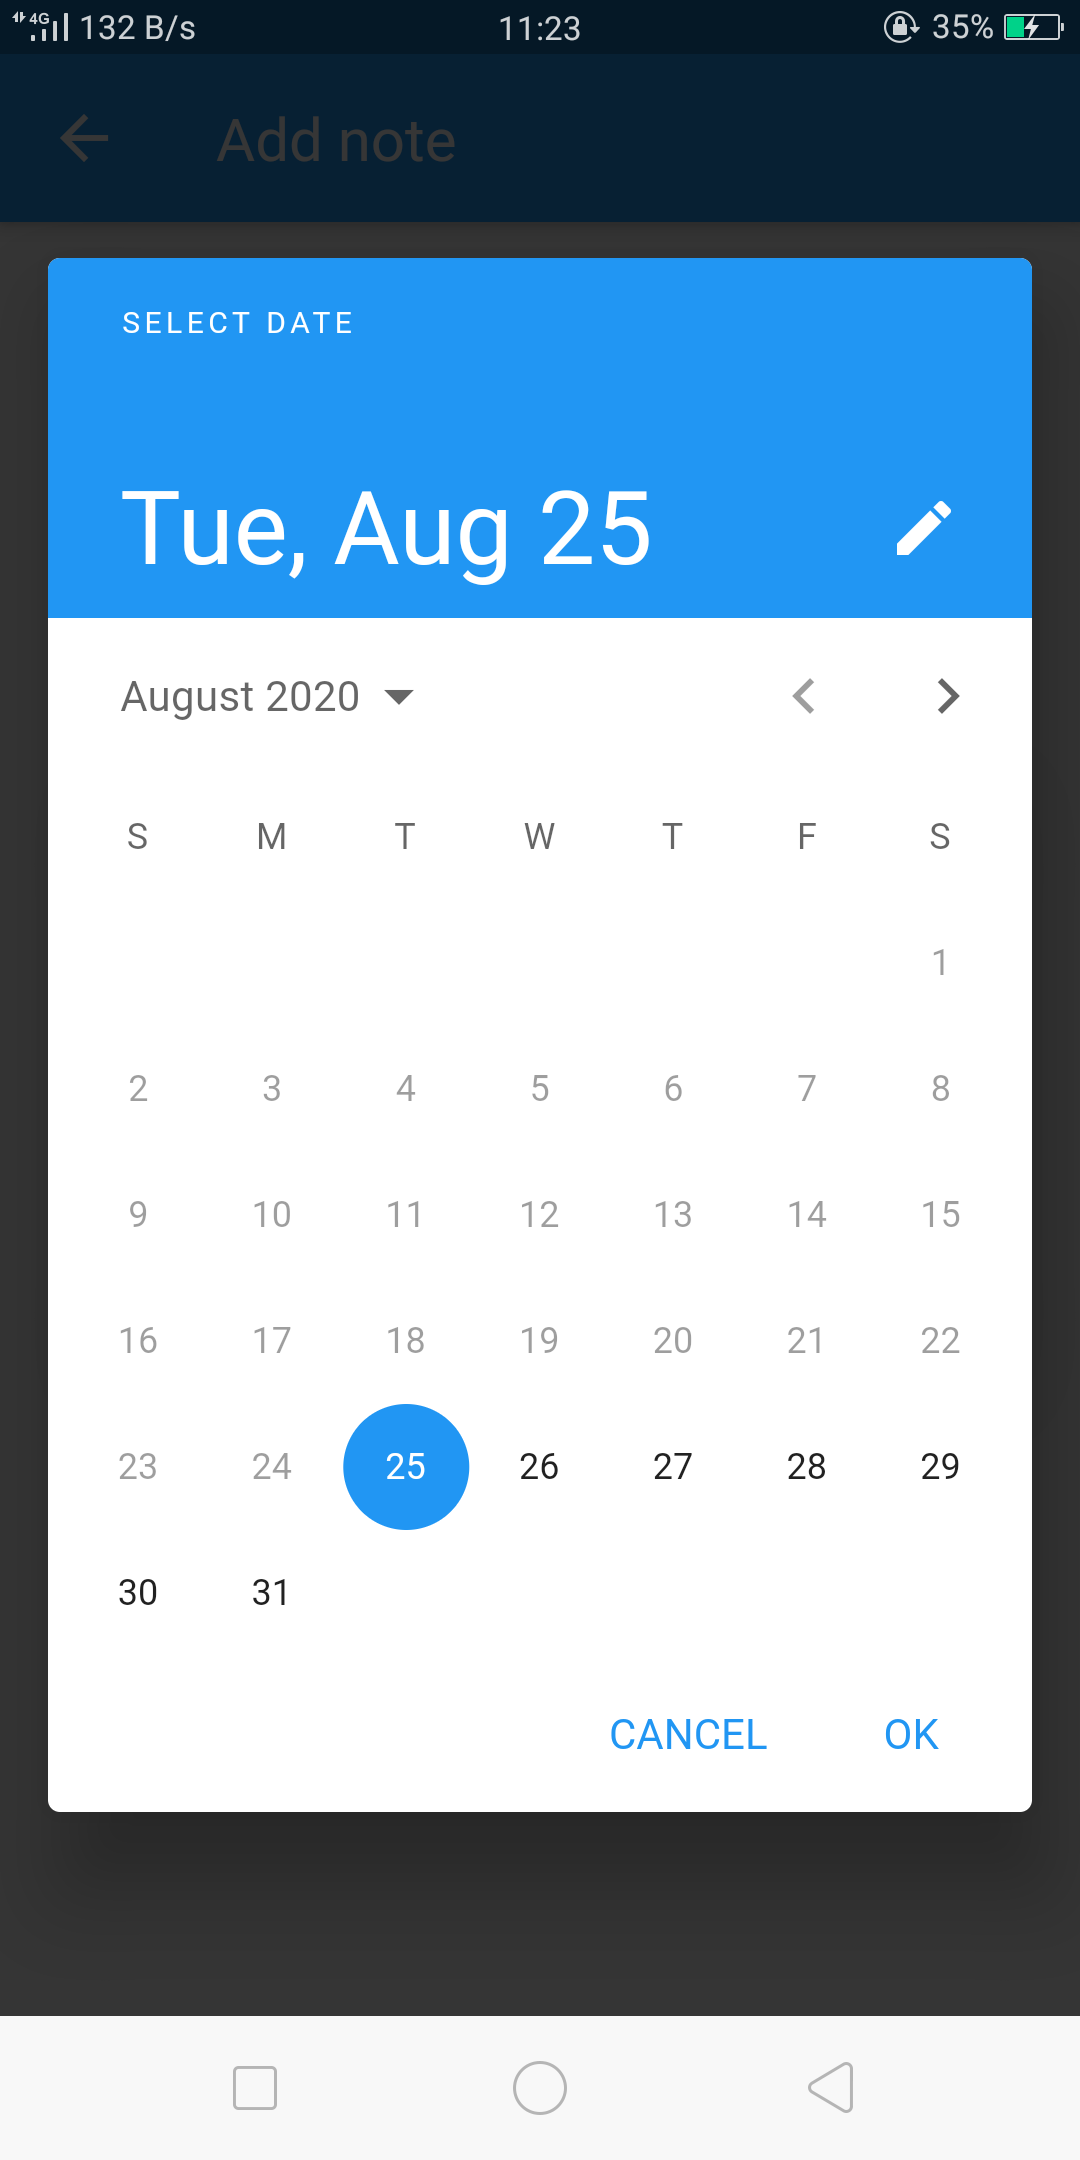 4G 132 B/s 11:23 35%
Add note
SELECT DATE
Tue, Aug 25
August 2020
S M T W T F S
1
2 3 4 5 6 7 8
9 10 11 12 13 14 15
16 17 18 19 20 21 22
23 24 25 26 27 28 29
30 31
CANCEL OK